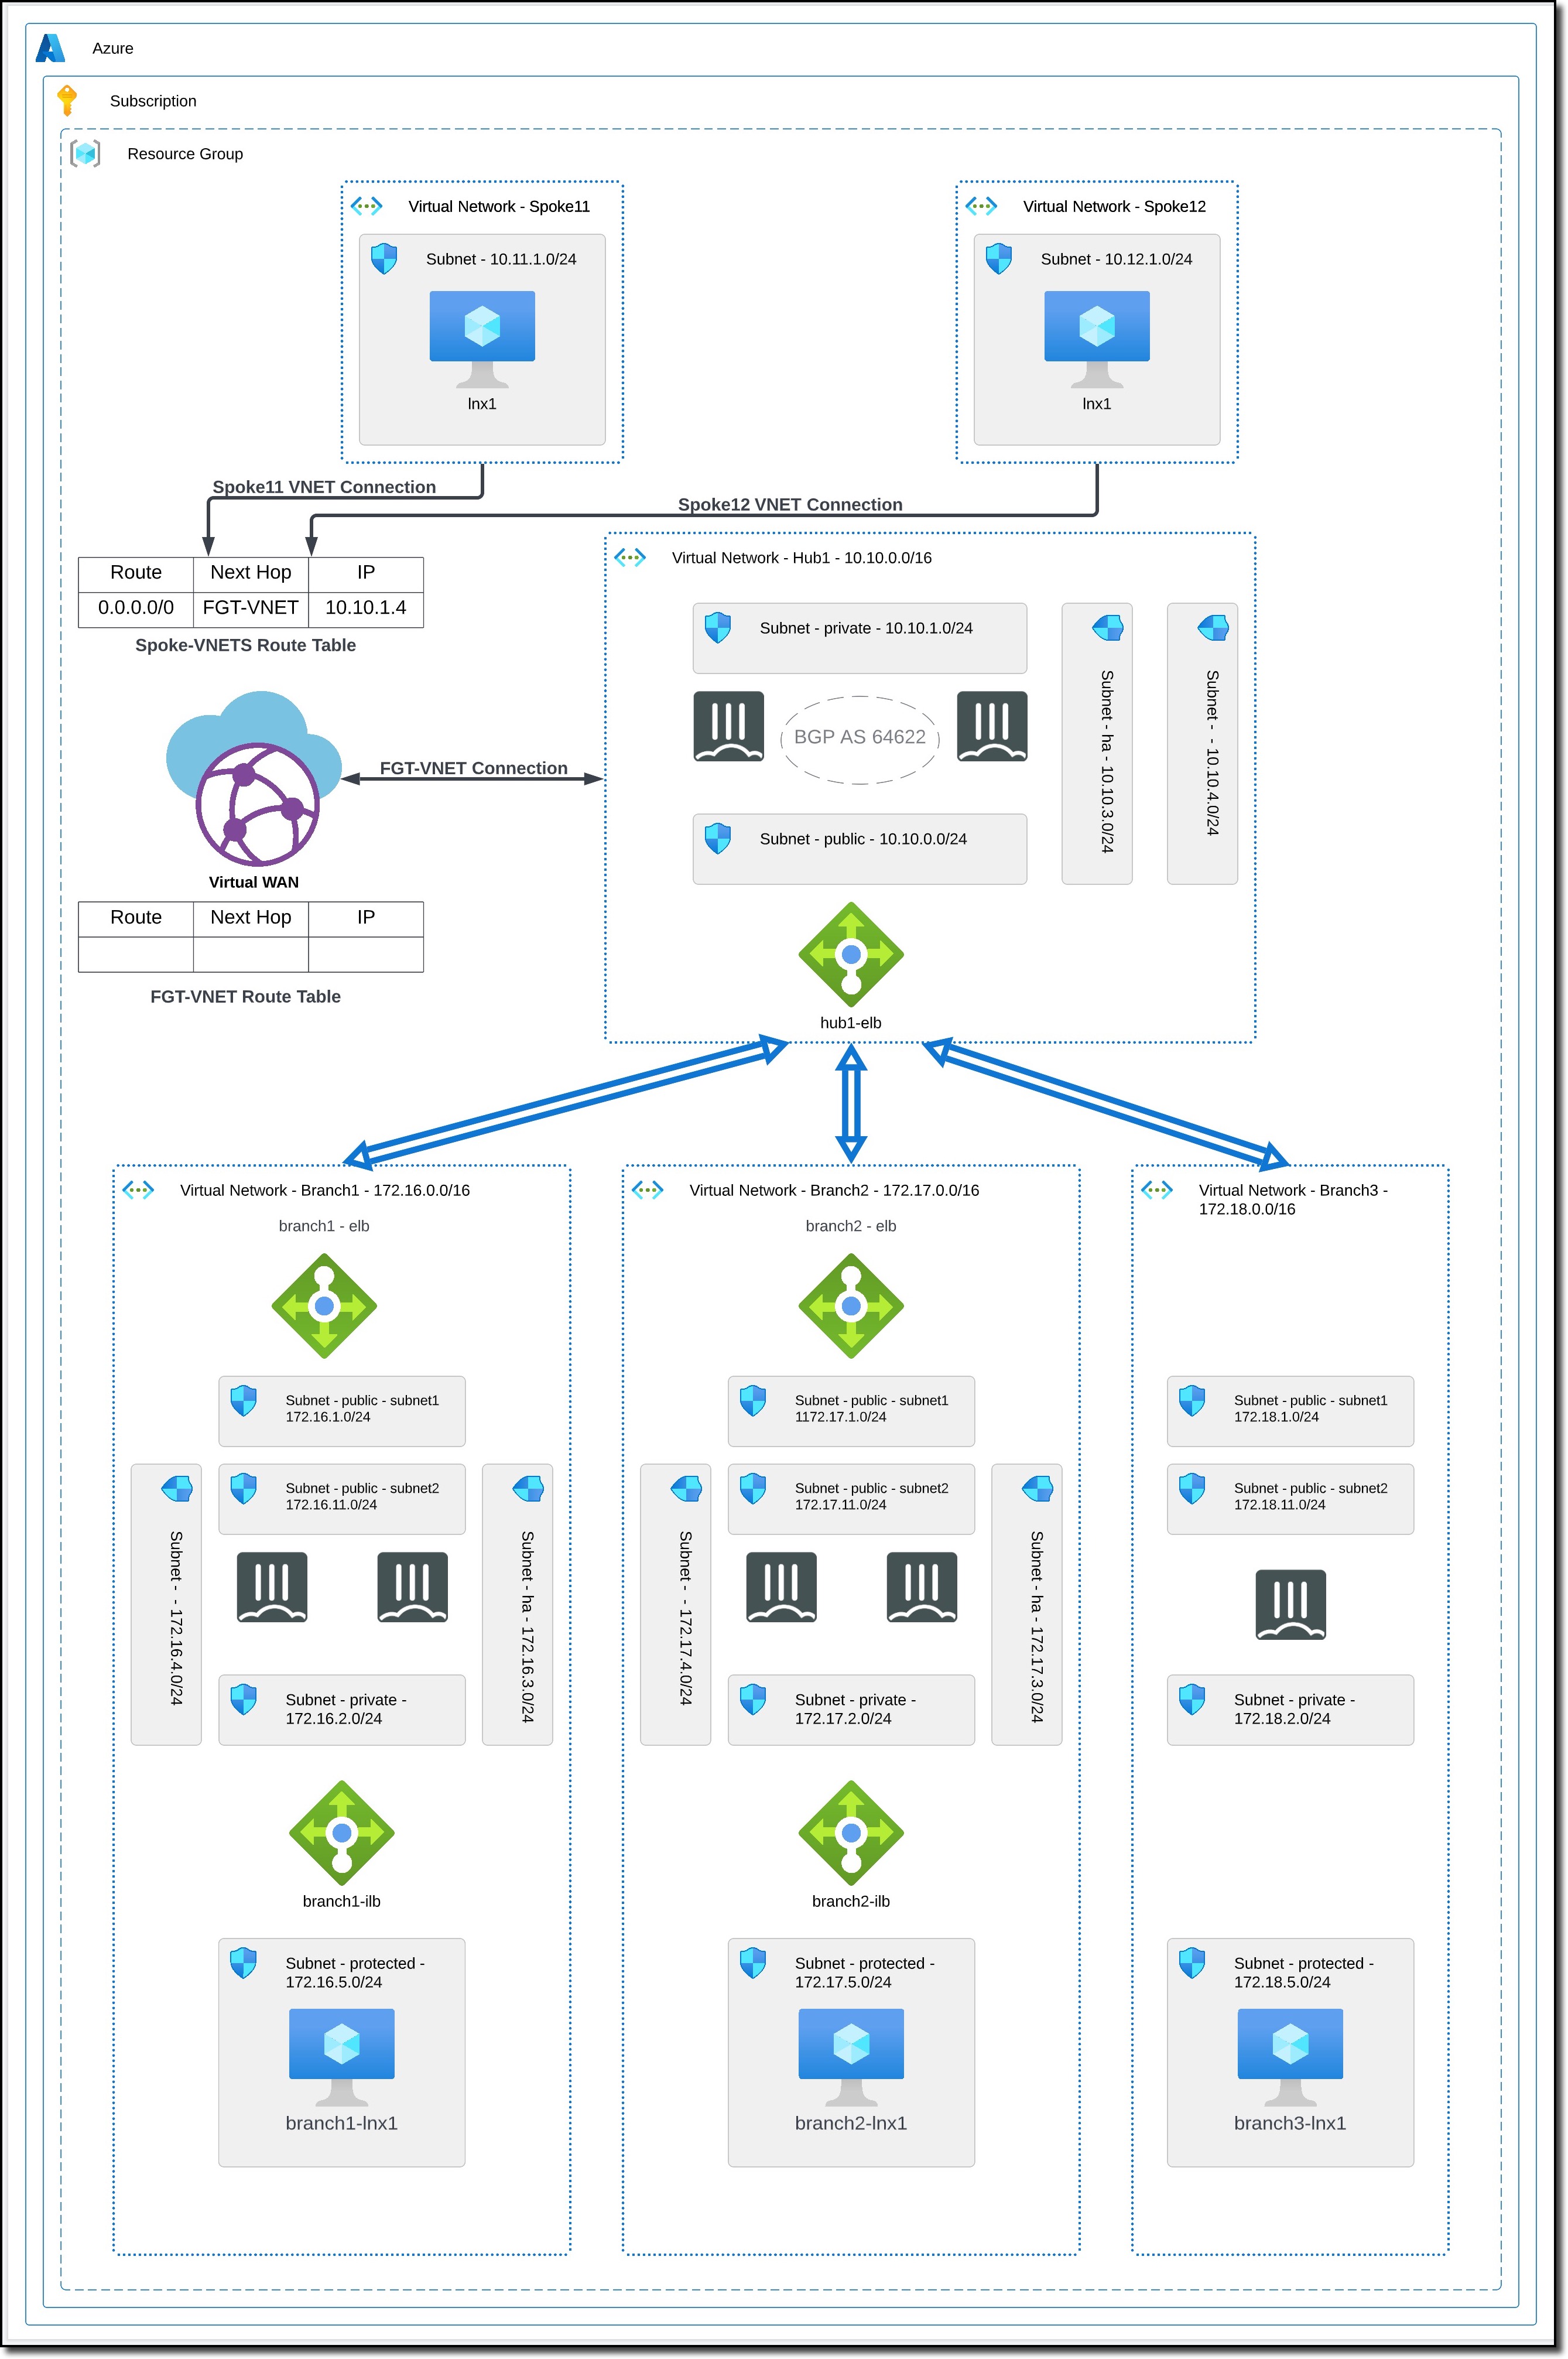 Azure
Subscription
Resource Group
Virtual Network - Spoke11
Subnet - 10.11.1.0/24
lnx1
Virtual Network - Spoke12
Subnet - 10.12.1.0/24
lnx1
Spoke11 VNET Connection
Spoke12 VNET Connection
Route Next Hop IP
0.0.0.0/0 FGT-VNET 10.10.1.4
Spoke-VNETS Route Table
Virtual Network - Hub1 - 10.10.0.0/16
Subnet - private - 10.10.1.0/24
BGP AS 64622
Subnet - public - 10.10.0.0/24
Subnet - ha - 10.10.3.0/24
Subnet - - 10.10.4.0/24
hub1-elb
FGT-VNET Connection
Virtual WAN
Route Next Hop IP
FGT-VNET Route Table
Virtual Network - Branch1 - 172.16.0.0/16
branch1 - elb
Subnet - public - subnet1
172.16.1.0/24
Subnet - public - subnet2
172.16.11.0/24
Subnet - - 172.16.4.0/24
Subnet - ha - 172.16.3.0/24
Subnet - private -
172.16.2.0/24
branch1-ilb
Subnet - protected -
172.16.5.0/24
branch1-lnx1
Virtual Network - Branch2 - 172.17.0.0/16
branch2 - elb
Subnet - public - subnet1
1172.17.1.0/24
Subnet - public - subnet2
172.17.11.0/24
Subnet - - 172.17.4.0/24
Subnet - ha - 172.17.3.0/24
Subnet - private -
172.17.2.0/24
branch2-ilb
Subnet - protected -
172.17.5.0/24
branch2-lnx1
Virtual Network - Branch3 -
172.18.0.0/16
Subnet - public - subnet1
172.18.1.0/24
Subnet - public - subnet2
172.18.11.0/24
Subnet - private -
172.18.2.0/24
Subnet - protected -
172.18.5.0/24
branch3-lnx1